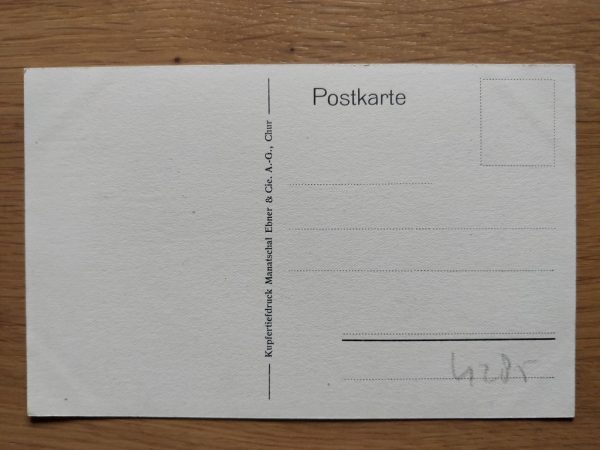 Postkarte
Kupfertiefdruck Manatschal Ebner & Cie. A.-G., Chur
4285